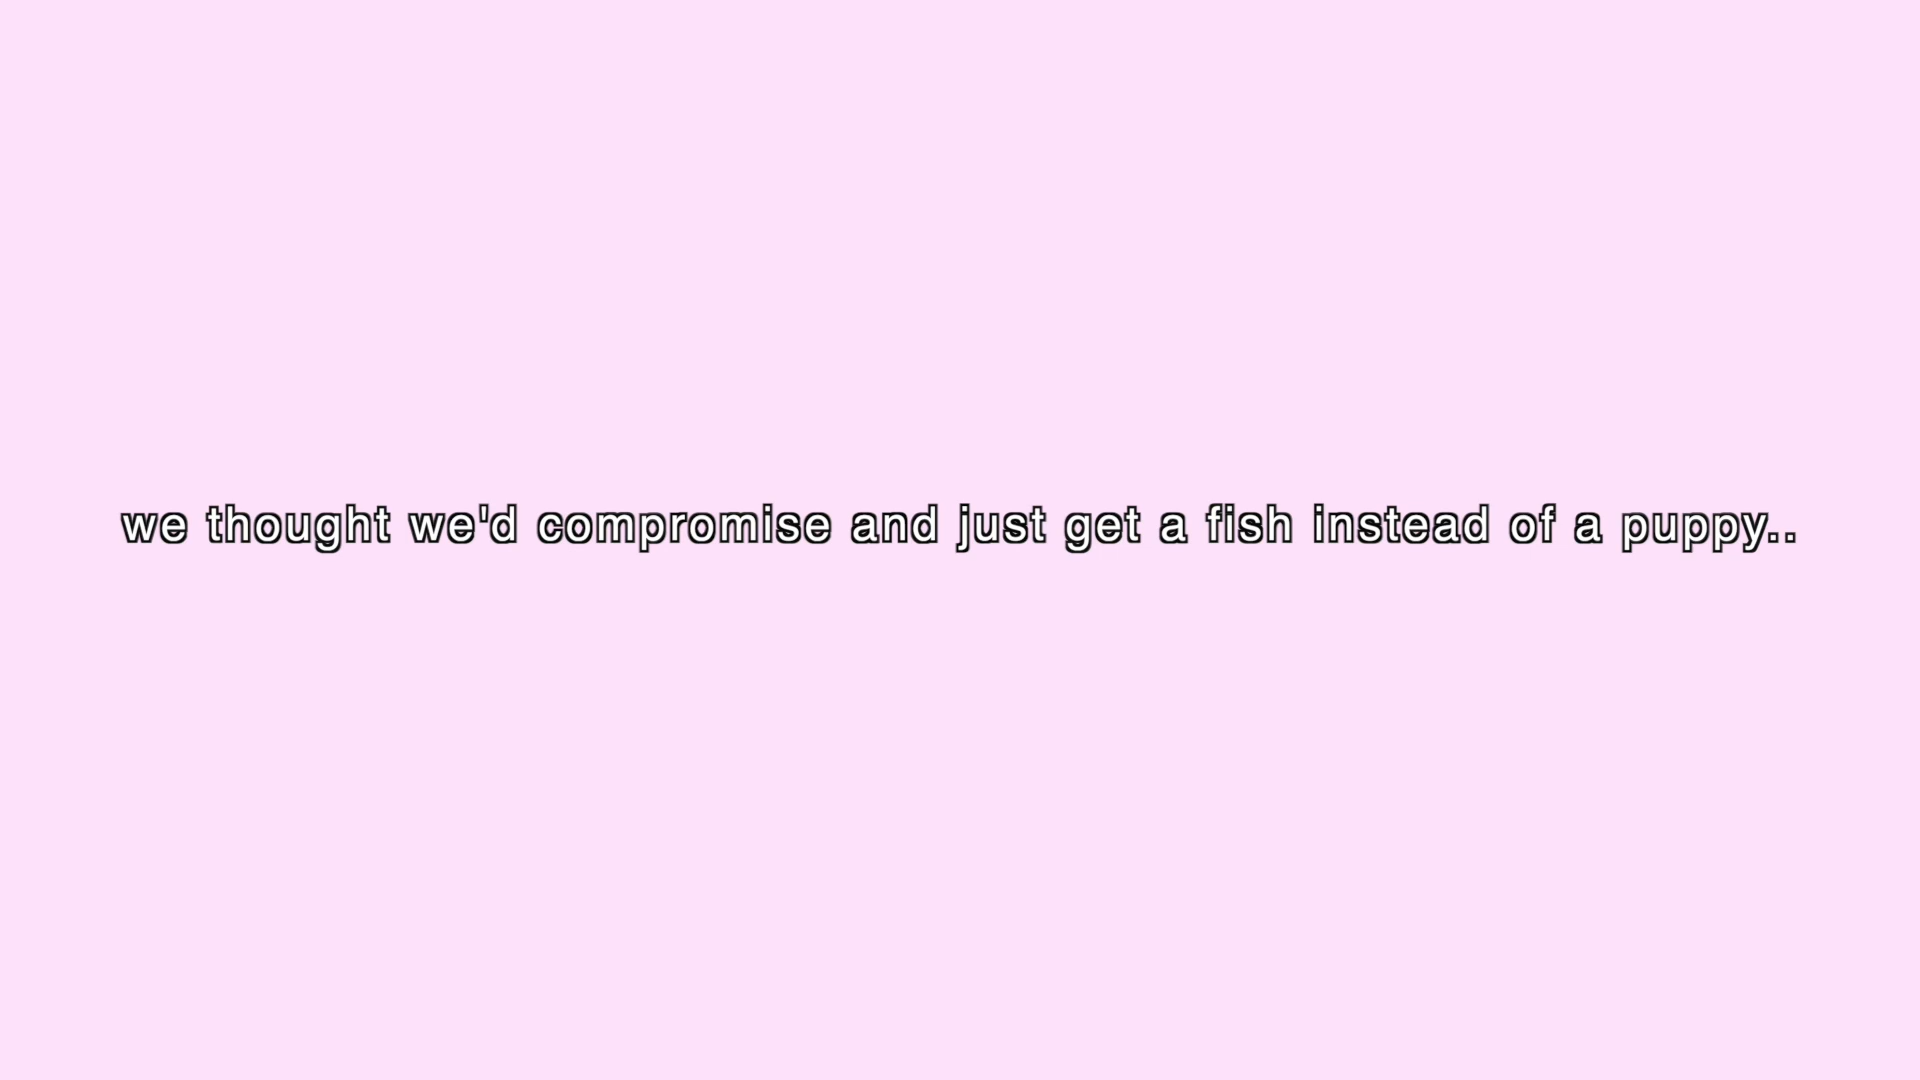 we thought we'd compromise and just get a fish instead of a puppy..